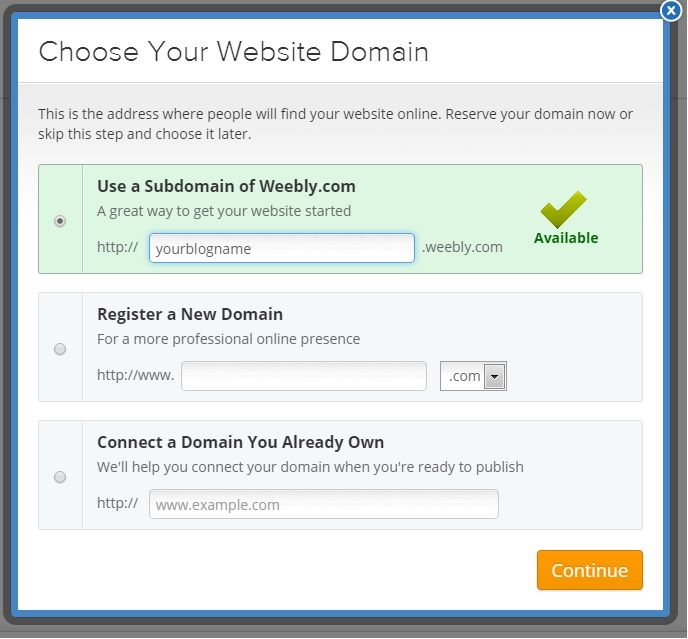 Choose Your Website Domain
This is the address where people will find your website online. Reserve your domain now or
skip this step and choose it later.
Use a Subdomain of Weebly.com
A great way to get your website started
http:// yourblogname .weebly.com
Available
Register a New Domain
For a more professional online presence
http://www. .com
Connect a Domain You Already Own
We'll help you connect your domain when you're ready to publish
http:// www.example.com
Continue